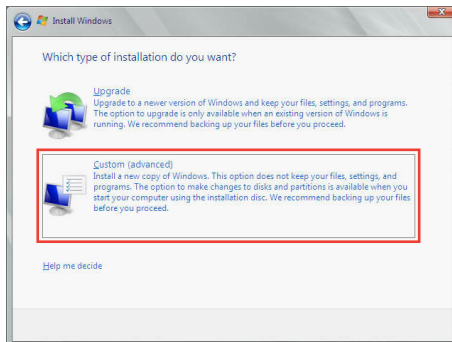 Install Windows
Which type of installation do you want?
Upgrade
Upgrade to a newer version of Windows and keep your files, settings, and programs.
The option to upgrade is only available when an existing version of Windows is
running. We recommend backing up your files before you proceed.
Custom (advanced)
Install a new copy of Windows. This option does not keep your files, settings, and
programs. The option to make changes to disks and partitions is available when you
start your computer using the installation disc. We recommend backing up your files
before you proceed.
Help me decide